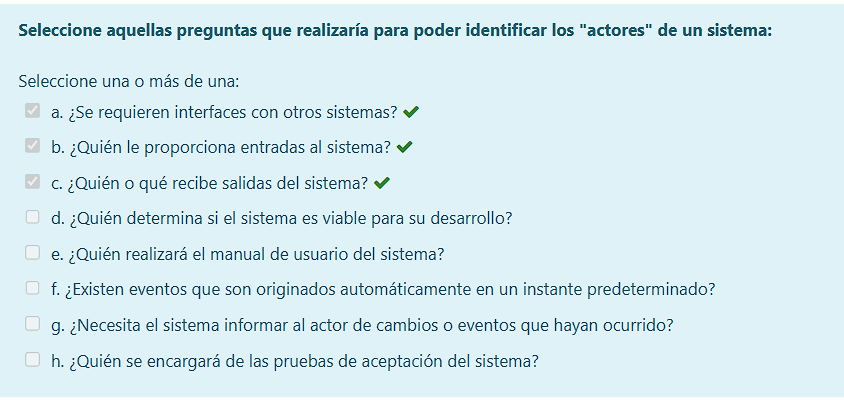 Seleccione aquellas preguntas que realizaría para poder identificar los "actores" de un sistema:
Seleccione una o más de una:
a. ¿Se requieren interfaces con otros sistemas?
b. ¿Quién le proporciona entradas al sistema?
c. ¿Quién o qué recibe salidas del sistema?
d. ¿Quién determina si el sistema es viable para su desarrollo?
e. ¿Quién realizará el manual de usuario del sistema?
f. ¿Existen eventos que son originados automáticamente en un instante predeterminado?
g. ¿Necesita el sistema informar al actor de cambios o eventos que hayan ocurrido?
h. ¿Quién se encargará de las pruebas de aceptación del sistema?